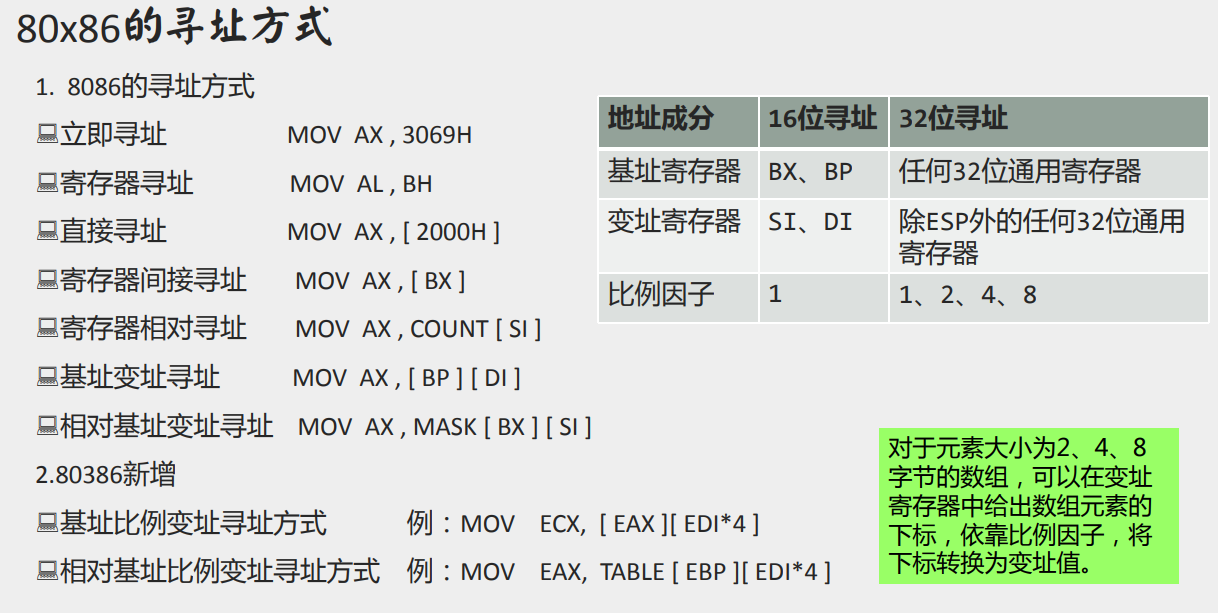 80x86的寻址方式
1. 8086的寻址方式
立即寻址 MOV AX , 3069H
寄存器寻址 MOV AL , BH
直接寻址 MOV AX , [ 2000H ]
寄存器间接寻址 MOV AX , [ BX ]
寄存器相对寻址 MOV AX , COUNT [ SI ]
基址变址寻址 MOV AX , [ BP ] [ DI ]
相对基址变址寻址 MOV AX , MASK [ BX ] [ SI ]
2.80386新增
基址比例变址寻址方式 例：MOV ECX, [ EAX ][ EDI*4 ]
相对基址比例变址寻址方式 例：MOV EAX, TABLE [ EBP ][ EDI*4 ]
地址成分 16位寻址 32位寻址
基址寄存器 BX、BP 任何32位通用寄存器
变址寄存器 SI、DI 除ESP外的任何32位通用
寄存器
比例因子 1 1、2、4、8
对于元素大小为2、4、8
字节的数组，可以在变址
寄存器中给出数组元素的
下标，依靠比例因子，将
下标转换为变址值。